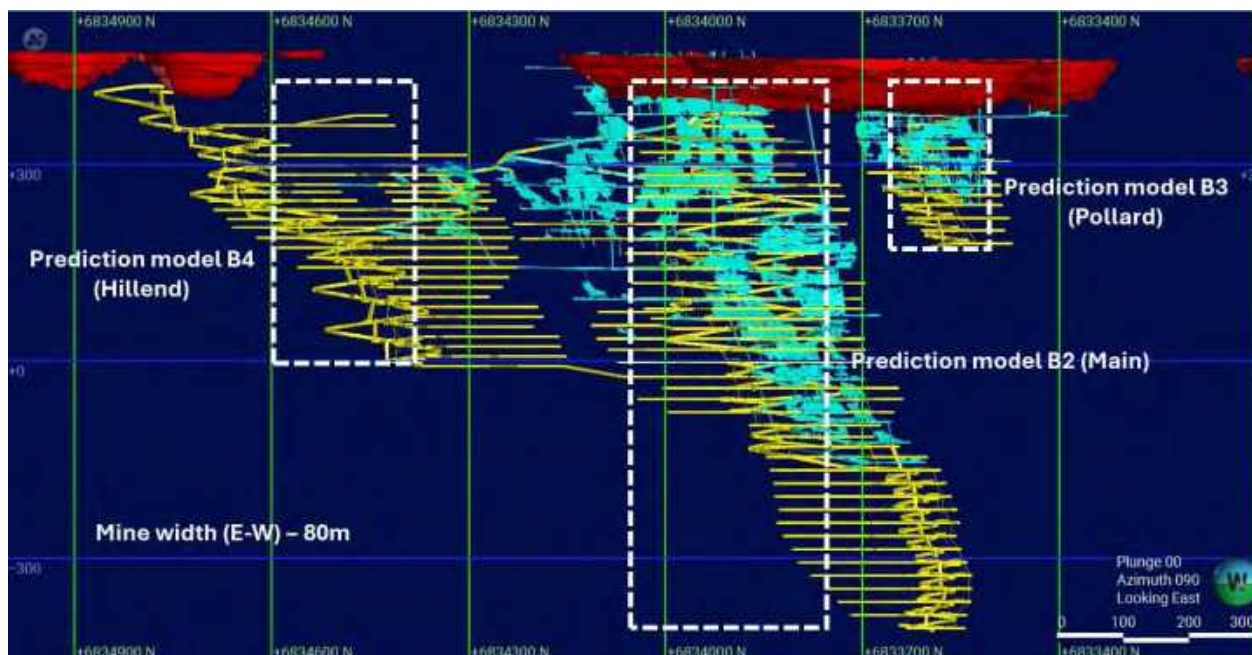 +6834900 N
+6834600 N
+6834300 N
+6834000 N
+6833700 N
+6833400 N
+300
Prediction model B3
(Pollard)
Prediction model B4
(Hillend)
+0
Prediction model B2 (Main)
Mine width (E-W) – 80m
-300
Plunge 00
Azimuth 090
Looking East
W
0 100 200 300
+6834900 N
+6834600 N
+6834300 N
+6834000 N
+6833700 N
+6833400 N